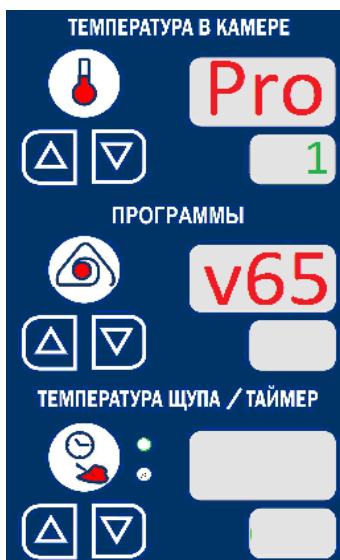 ТЕМПЕРАТУРА В КАМЕРЕ
Pro
1
ПРОГРАММЫ
v65
ТЕМПЕРАТУРА ЩУПА / ТАЙМЕР